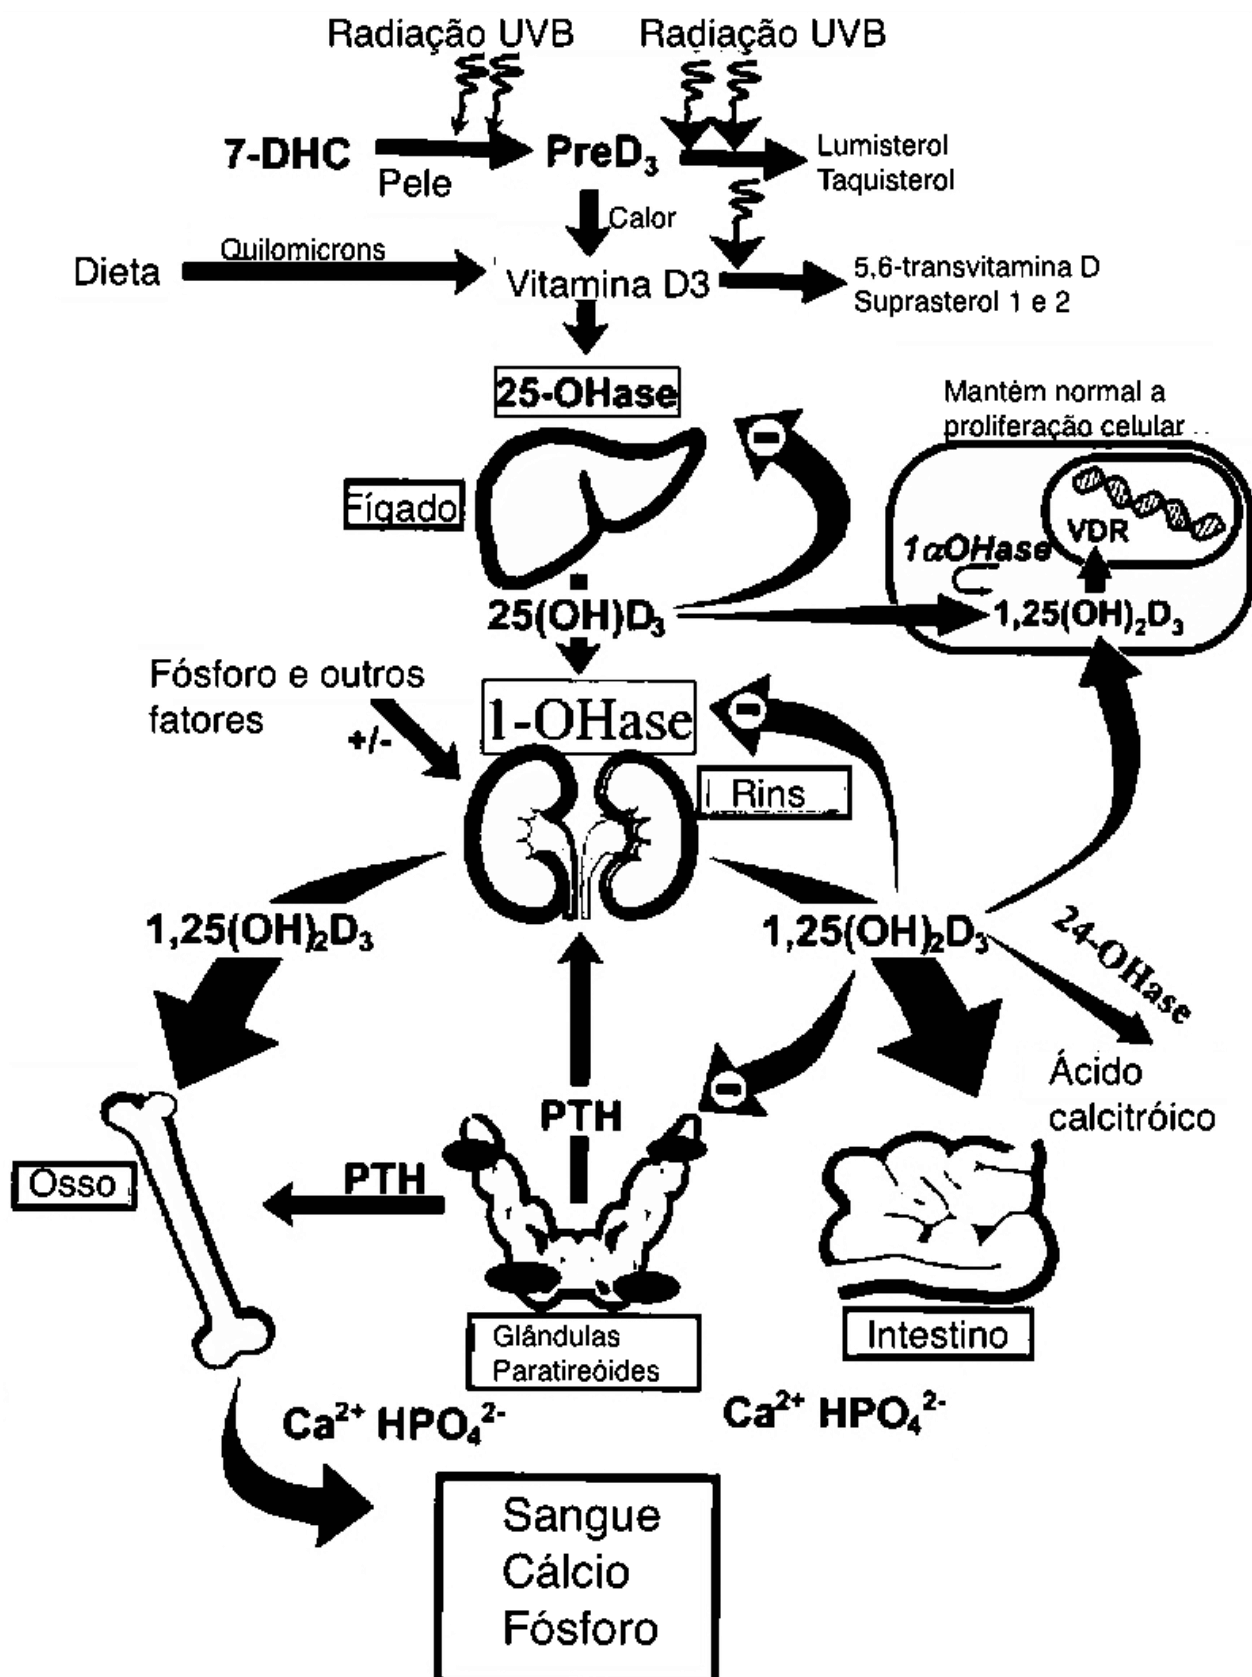 Radiação UVB
Radiação UVB
7-DHC
Pele
PreD₃
Lumisterol
Taquisterol
Calor
Dieta
Quilomicrons
Vitamina D3
5,6-transvitamina D
Suprasterol 1 e 2
25-OHase
Mantém normal a
proliferação celular
Fígado
VDR
1αOHase
25(OH)D₃
1,25(OH)₂D₃
Fósforo e outros
fatores
+/-
1-OHase
Rins
1,25(OH)₂D₃
1,25(OH)₂D₃
24-OHase
Ácido
calcitróico
PTH
PTH
Osso
Intestino
Glândulas
Paratireóides
Ca²⁺ HPO₄²⁻
Ca²⁺ HPO₄²⁻
Sangue
Cálcio
Fósforo